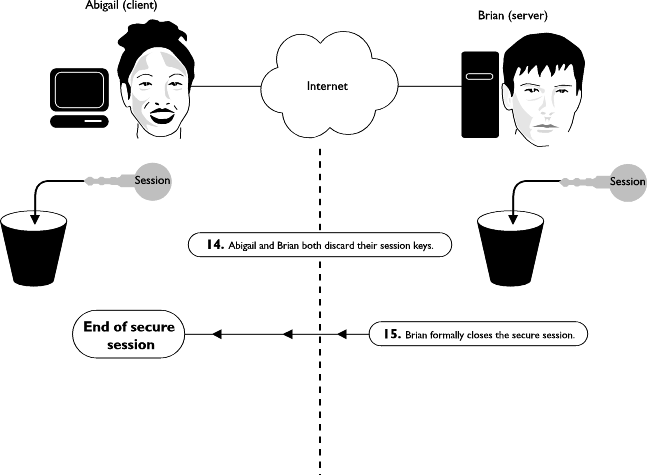 Abigail (client)
Brian (server)
Internet
Session
Session
14. Abigail and Brian both discard their session keys.
End of secure
session
15. Brian formally closes the secure session.